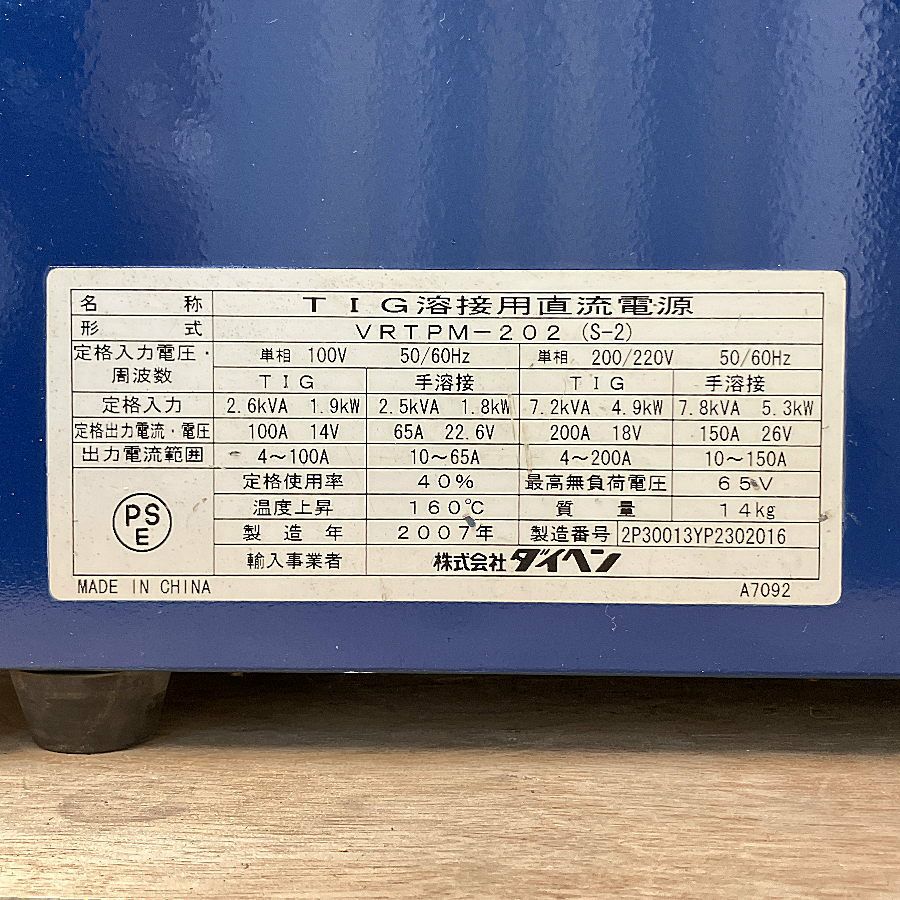 名称 TIG溶接用直流電源
形式 VRTPM-202 (S-2)
定格入力電圧・周波数 単相 100V 50/60Hz 単相 200/220V 50/60Hz
TIG 手溶接 TIG 手溶接
定格入力 2.6kVA 1.9kW 2.5kVA 1.8kW 7.2kVA 4.9kW 7.8kVA 5.3kW
定格出力電流・電圧 100A 14V 65A 22.6V 200A 18V 150A 26V
出力電流範囲 4～100A 10～65A 4～200A 10～150A
定格使用率 40% 最高無負荷電圧 65V
温度上昇 160℃ 質量 14kg
PSE 製造年 2007年 製造番号 2P30013YP2302016
輸入事業者 株式会社ダイヘン
MADE IN CHINA A7092